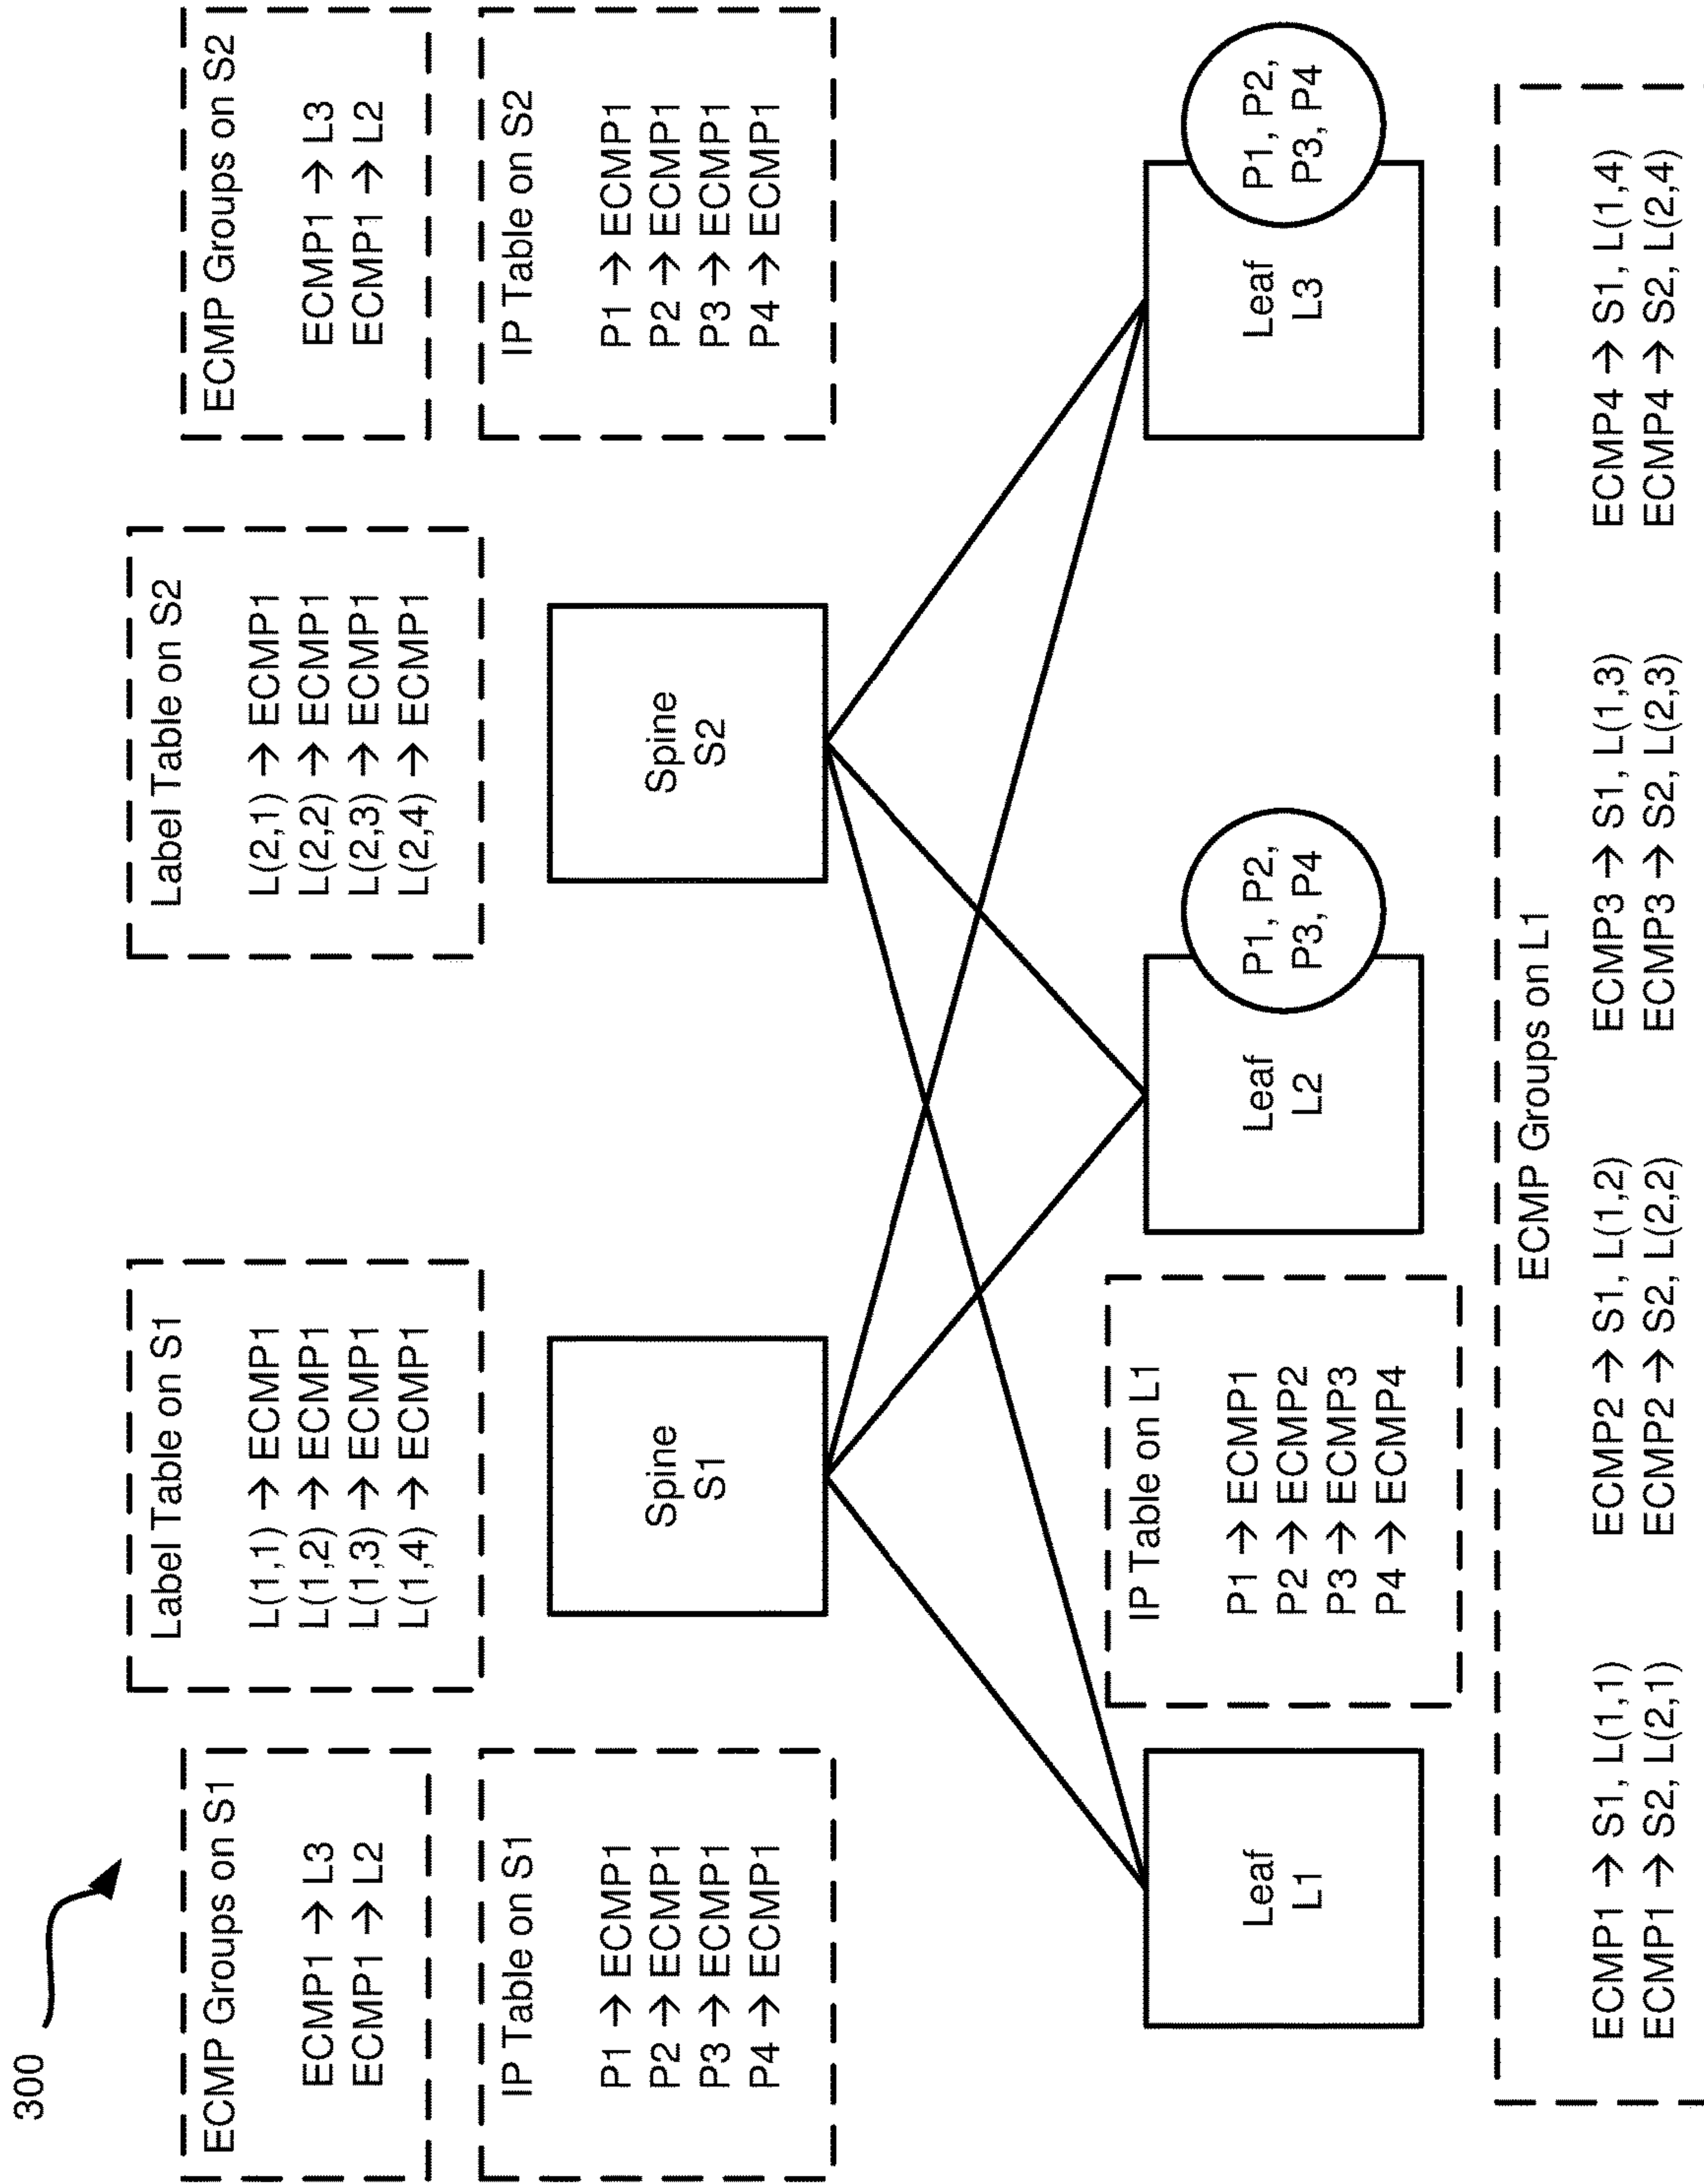 300
ECMP Groups on S1
ECMP1 → L3
ECMP1 → L2
IP Table on S1
P1 → ECMP1
P2 → ECMP1
P3 → ECMP1
P4 → ECMP1
Label Table on S1
L(1,1) → ECMP1
L(1,2) → ECMP1
L(1,3) → ECMP1
L(1,4) → ECMP1
Label Table on S2
L(2,1) → ECMP1
L(2,2) → ECMP1
L(2,3) → ECMP1
L(2,4) → ECMP1
ECMP Groups on S2
ECMP1 → L3
ECMP1 → L2
IP Table on S2
P1 → ECMP1
P2 → ECMP1
P3 → ECMP1
P4 → ECMP1
Spine
S1
Spine
S2
Leaf
L1
IP Table on L1
P1 → ECMP1
P2 → ECMP2
P3 → ECMP3
P4 → ECMP4
Leaf
L2
P1, P2,
P3, P4
Leaf
L3
P1, P2,
P3, P4
ECMP Groups on L1
ECMP1 → S1, L(1,1)
ECMP1 → S2, L(2,1)
ECMP2 → S1, L(1,2)
ECMP2 → S2, L(2,2)
ECMP3 → S1, L(1,3)
ECMP3 → S2, L(2,3)
ECMP4 → S1, L(1,4)
ECMP4 → S2, L(2,4)